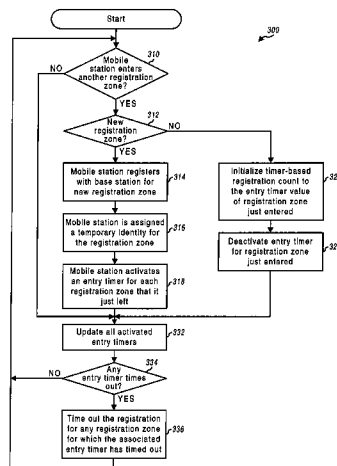 Start
300
310
Mobile
station enters
another registration
zone?
NO
YES
312
New
registration
zone?
NO
YES
Mobile station registers
with base station for
new registration zone
314
Initialize timer-based
registration count to
the entry timer value
of registration zone
just entered
32
Mobile station is assigned
a temporary identity for
the registration zone
316
Deactivate entry timer
for registration zone
just entered
32
Mobile station activates
an entry timer for each
registration zone that it
just left
318
Update all activated
entry timers
332
334
Any
entry timer times
out?
NO
YES
Time out the registration
for any registration zone
for which the associated
entry timer has timed out
336